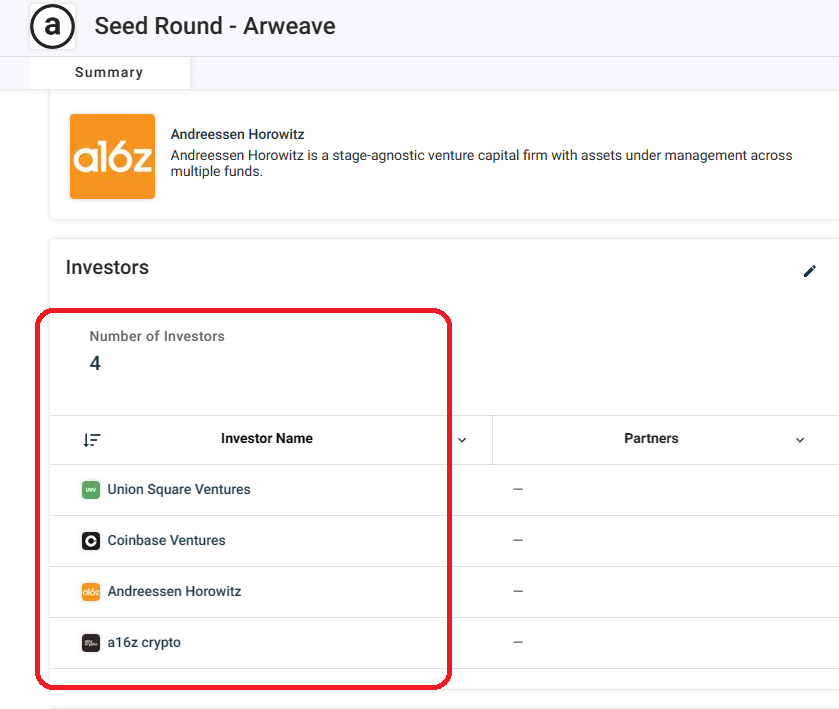 a
Seed Round - Arweave
Summary
a16z
Andreessen Horowitz
Andreessen Horowitz is a stage-agnostic venture capital firm with assets under management across
multiple funds.
Investors
Number of Investors
4
Investor Name
Partners
USV
Union Square Ventures
—
Coinbase Ventures
—
a16z
Andreessen Horowitz
—
a16z crypto
—